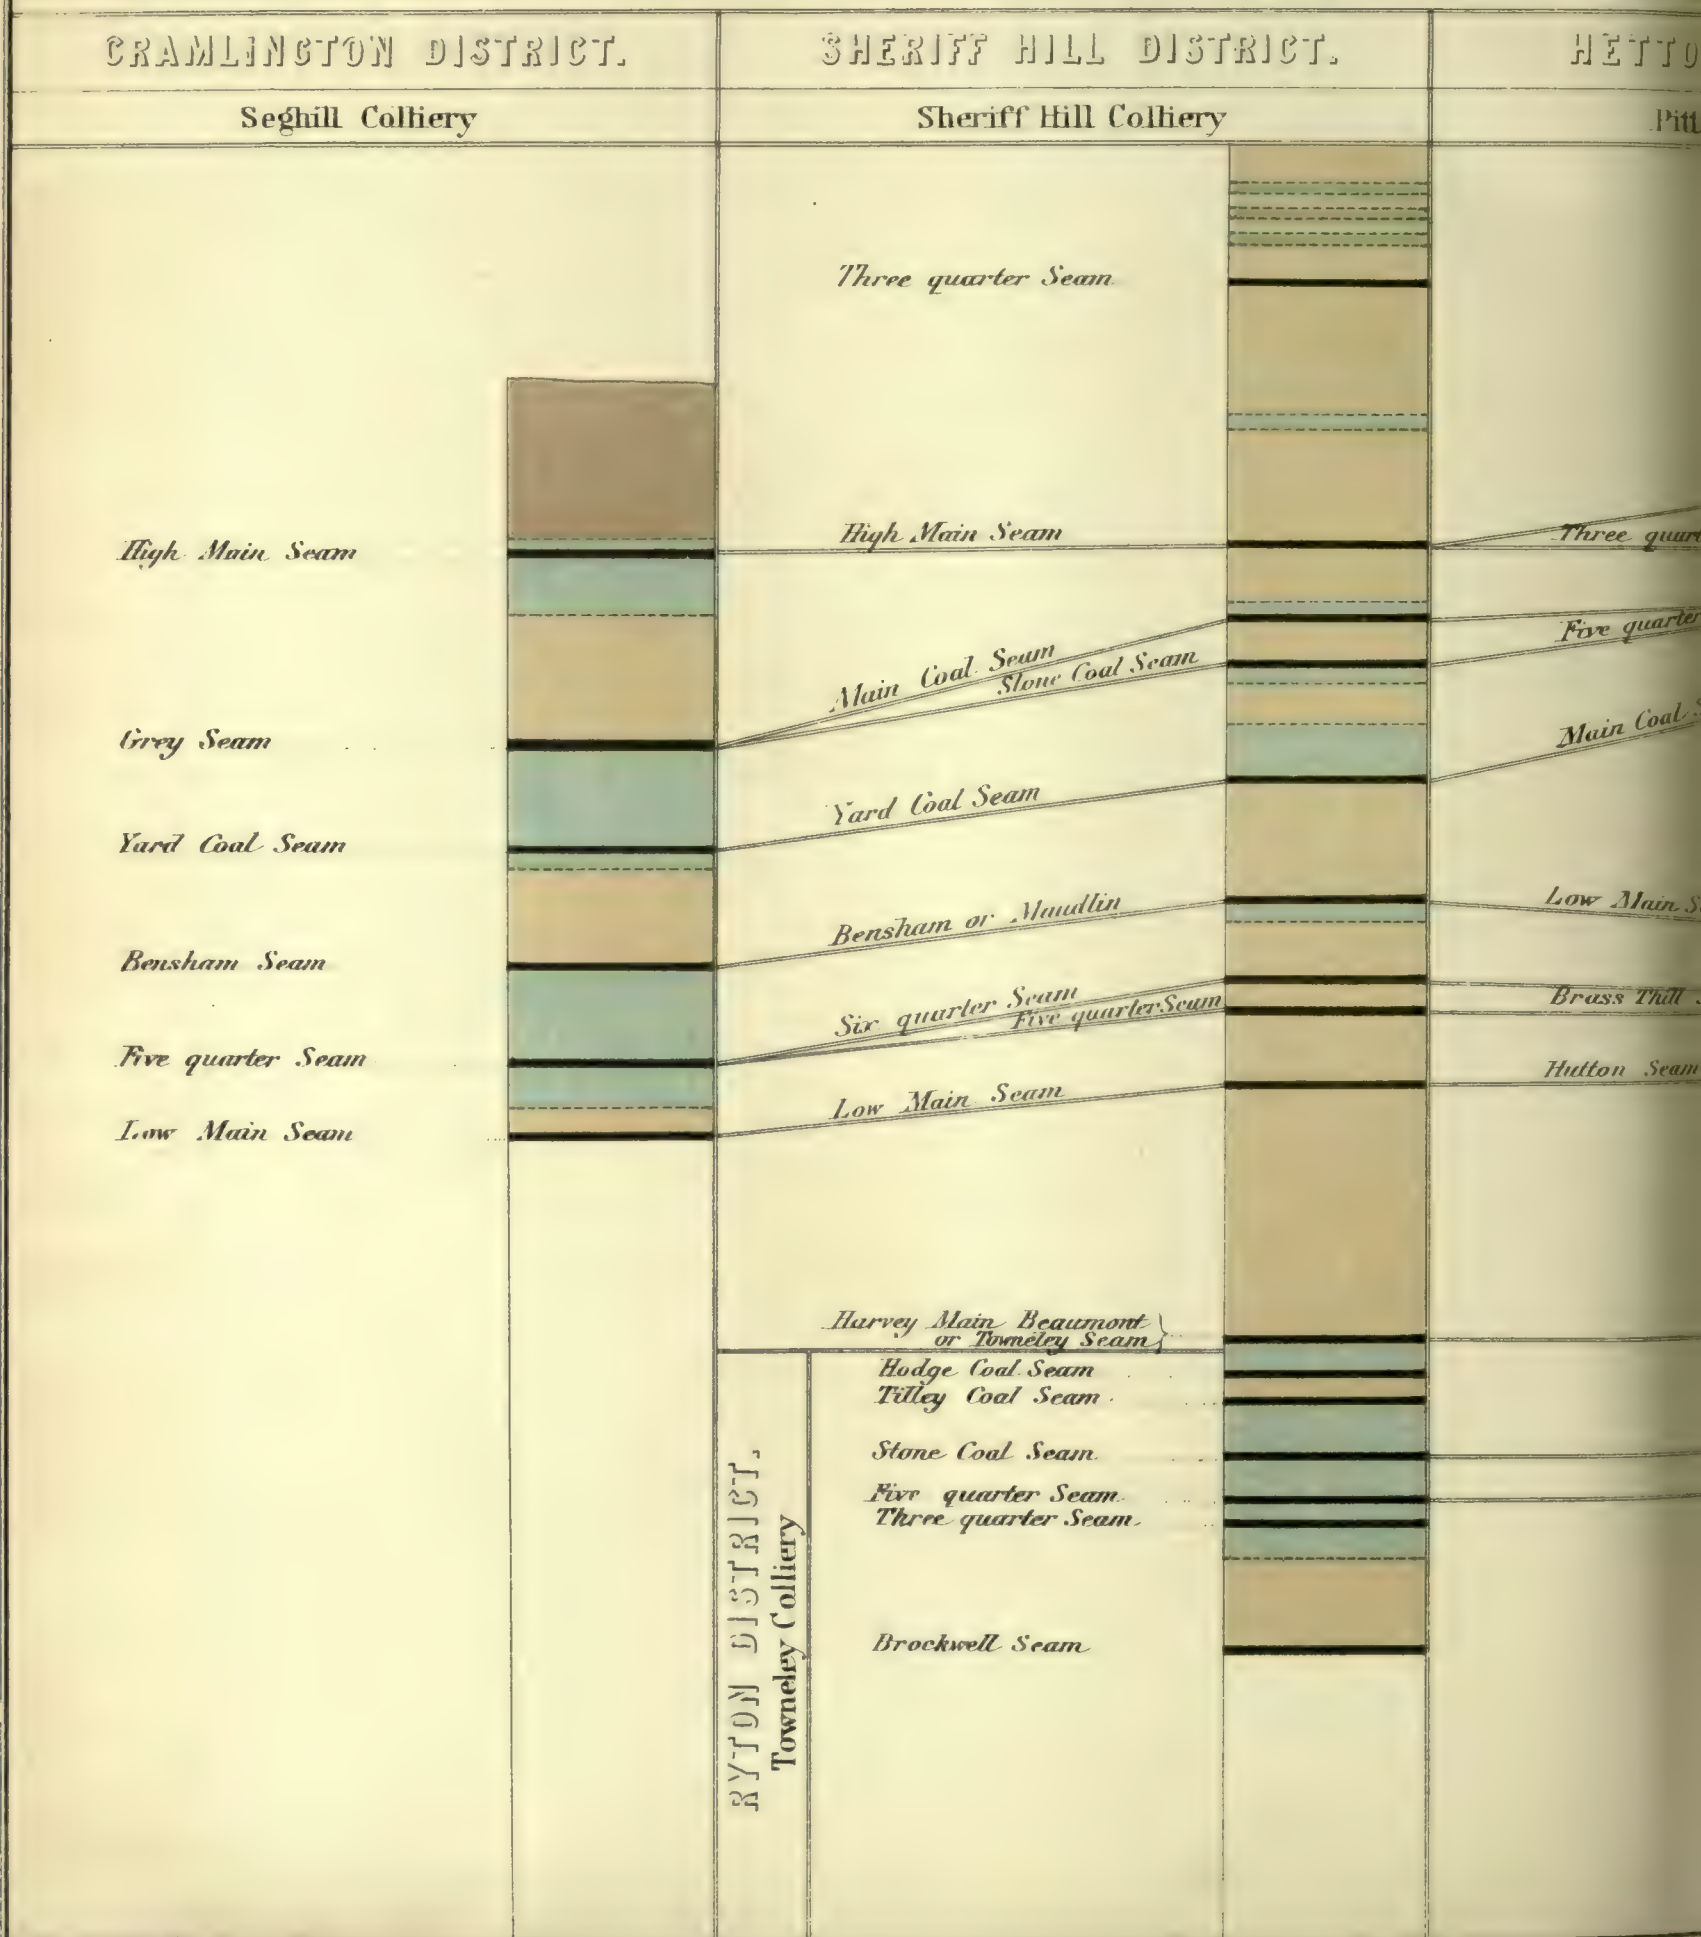 CRAMLINGTON DISTRICT.
Seghill Colliery
High Main Seam
Grey Seam
Yard Coal Seam
Bensham Seam
Five quarter Seam
Low Main Seam
SHERIFF HILL DISTRICT.
Sheriff Hill Colliery
Three quarter Seam
High Main Seam
Main Coal Seam
Stone Coal Seam
Yard Coal Seam
Bensham or Maudlin
Six quarter Seam
Five quarter Seam
Low Main Seam
Harvey Main Beaumont
or Towneley Seam
Hodge Coal Seam
Tilley Coal Seam
Stone Coal Seam
Five quarter Seam
Three quarter Seam
Brockwell Seam
RYTON DISTRICT.
Towneley Colliery
HETTO
Pitt
Three quar
Five quarter
Main Coal
Low Main S
Brass Thill
Hutton Seam